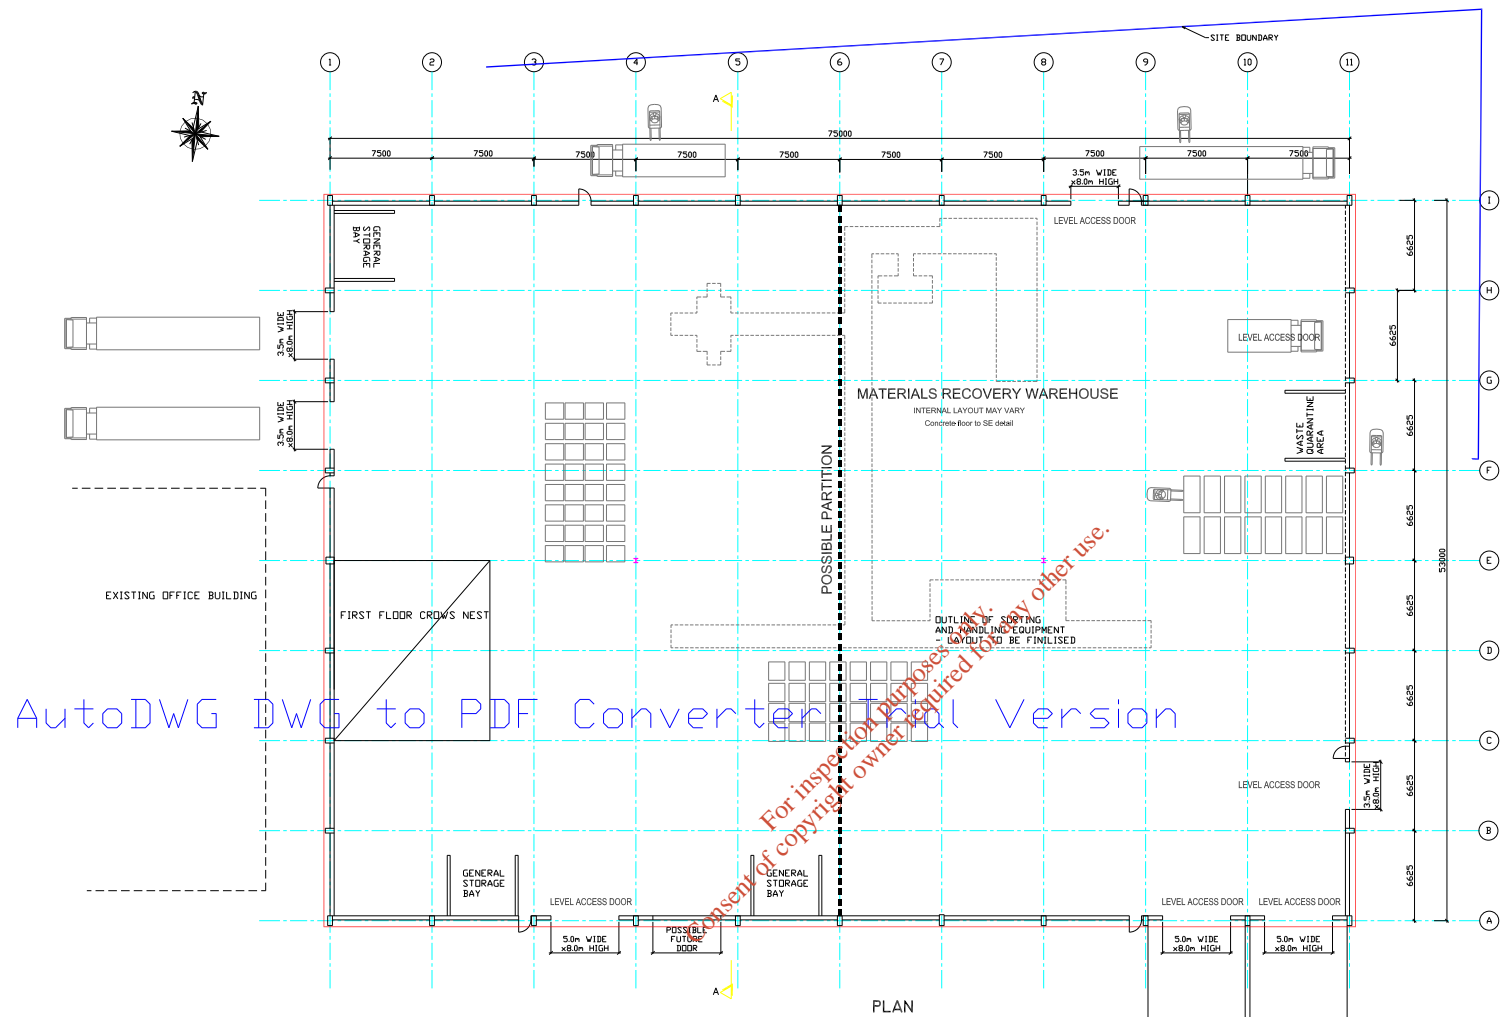 SITE BOUNDARY
1 2 3 4 5 6 7 8 9 10 11
N
A
75000
7500 7500 7500 7500 7500 7500 7500 7500 7500 7500
3.5m WIDE
x8.0m HIGH
I
LEVEL ACCESS DOOR
GENERAL
STORAGE
BAY
6625
H
3.5m WIDE
x8.0m HIGH
LEVEL ACCESS DOOR
6625
G
MATERIALS RECOVERY WAREHOUSE
INTERNAL LAYOUT MAY VARY
Concrete floor to SE detail
3.5m WIDE
x8.0m HIGH
WASTE
QUARANTINE
AREA
6625
F
POSSIBLE PARTITION
6625
E
53000
EXISTING OFFICE BUILDING
FIRST FLOOR CROWS NEST
OUTLINE OF SORTING
AND HANDLING EQUIPMENT
- LAYOUT TO BE FINILISED
6625
D
AutoDWG DWG to PDF Converter Trial Version
6625
C
For inspection purposes only.
Consent of copyright owner required for any other use.
LEVEL ACCESS DOOR
3.5m WIDE
x8.0m HIGH
6625
B
GENERAL
STORAGE
BAY
GENERAL
STORAGE
BAY
6625
LEVEL ACCESS DOOR
LEVEL ACCESS DOOR
LEVEL ACCESS DOOR
A
5.0m WIDE
x8.0m HIGH
POSSIBLE
FUTURE
DOOR
5.0m WIDE
x8.0m HIGH
5.0m WIDE
x8.0m HIGH
A
PLAN